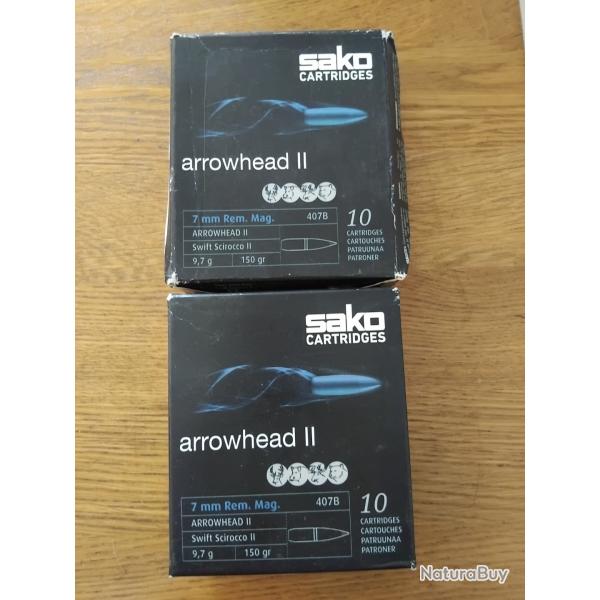 sako
CARTRIDGES
arrowhead II
7 mm Rem. Mag. 407B
ARROWHEAD II
Swift Scirocco II
9,7 g 150 gr
10
CARTRIDGES
CARTOUCHES
PATRUUNAA
PATRONER
sako
CARTRIDGES
arrowhead II
7 mm Rem. Mag. 407B
ARROWHEAD II
Swift Scirocco II
9,7 g 150 gr
10
CARTRIDGES
CARTOUCHES
PATRUUNAA
PATRONER
NaturaBuy